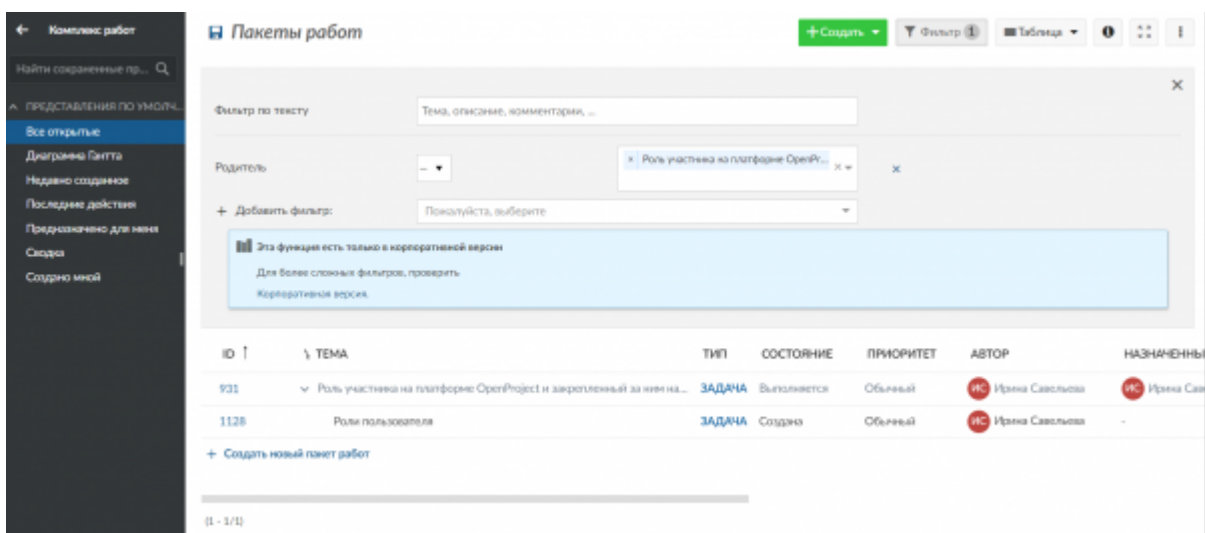 Комплекс работ
Пакеты работ
Создать
Фильтр 1
Таблица
Найти сохраненные пр...
ПРЕДСТАВЛЕНИЯ ПО УМОЛЧ...
Фильтр по тексту
Тема, описание, комментарии, ...
Все открытые
Диаграмма Гантта
Недавно созданное
Последние действия
Предназначено для меня
Сводка
Создано мной
Родитель
Роль участника на платформе OpenPr...
+ Добавить фильтр:
Пожалуйста, выберите
Эта функция есть только в корпоративной версии
Для более сложных фильтров, проверить
Корпоративная версия.
ID ТЕМА ТИП СОСТОЯНИЕ ПРИОРИТЕТ АВТОР НАЗНАЧЕННЫ
931 Роль участника на платформе OpenProject и закрепленный за ним на... ЗАДАЧА Выполняется Обычный ИС Ирина Савельева ИС Ирина Сав
1128 Роли пользователя ЗАДАЧА Создана Обычный ИС Ирина Савельева -
+ Создать новый пакет работ
(1 - 1/1)